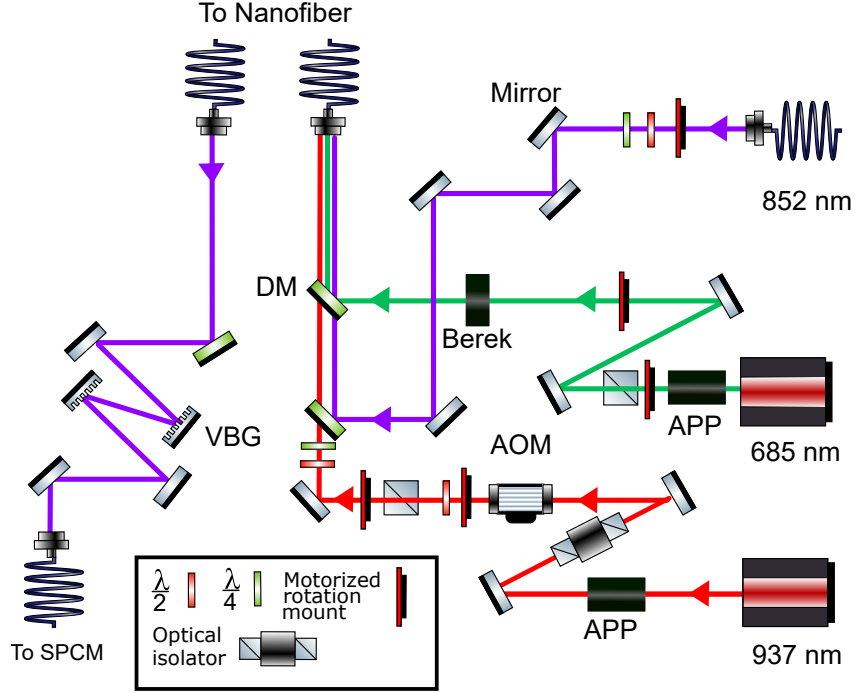 To Nanofiber
Mirror
852 nm
DM
Berek
APP
685 nm
VBG
AOM
APP
937 nm
To SPCM
λ
2
λ
4
Motorized
rotation
mount
Optical
isolator